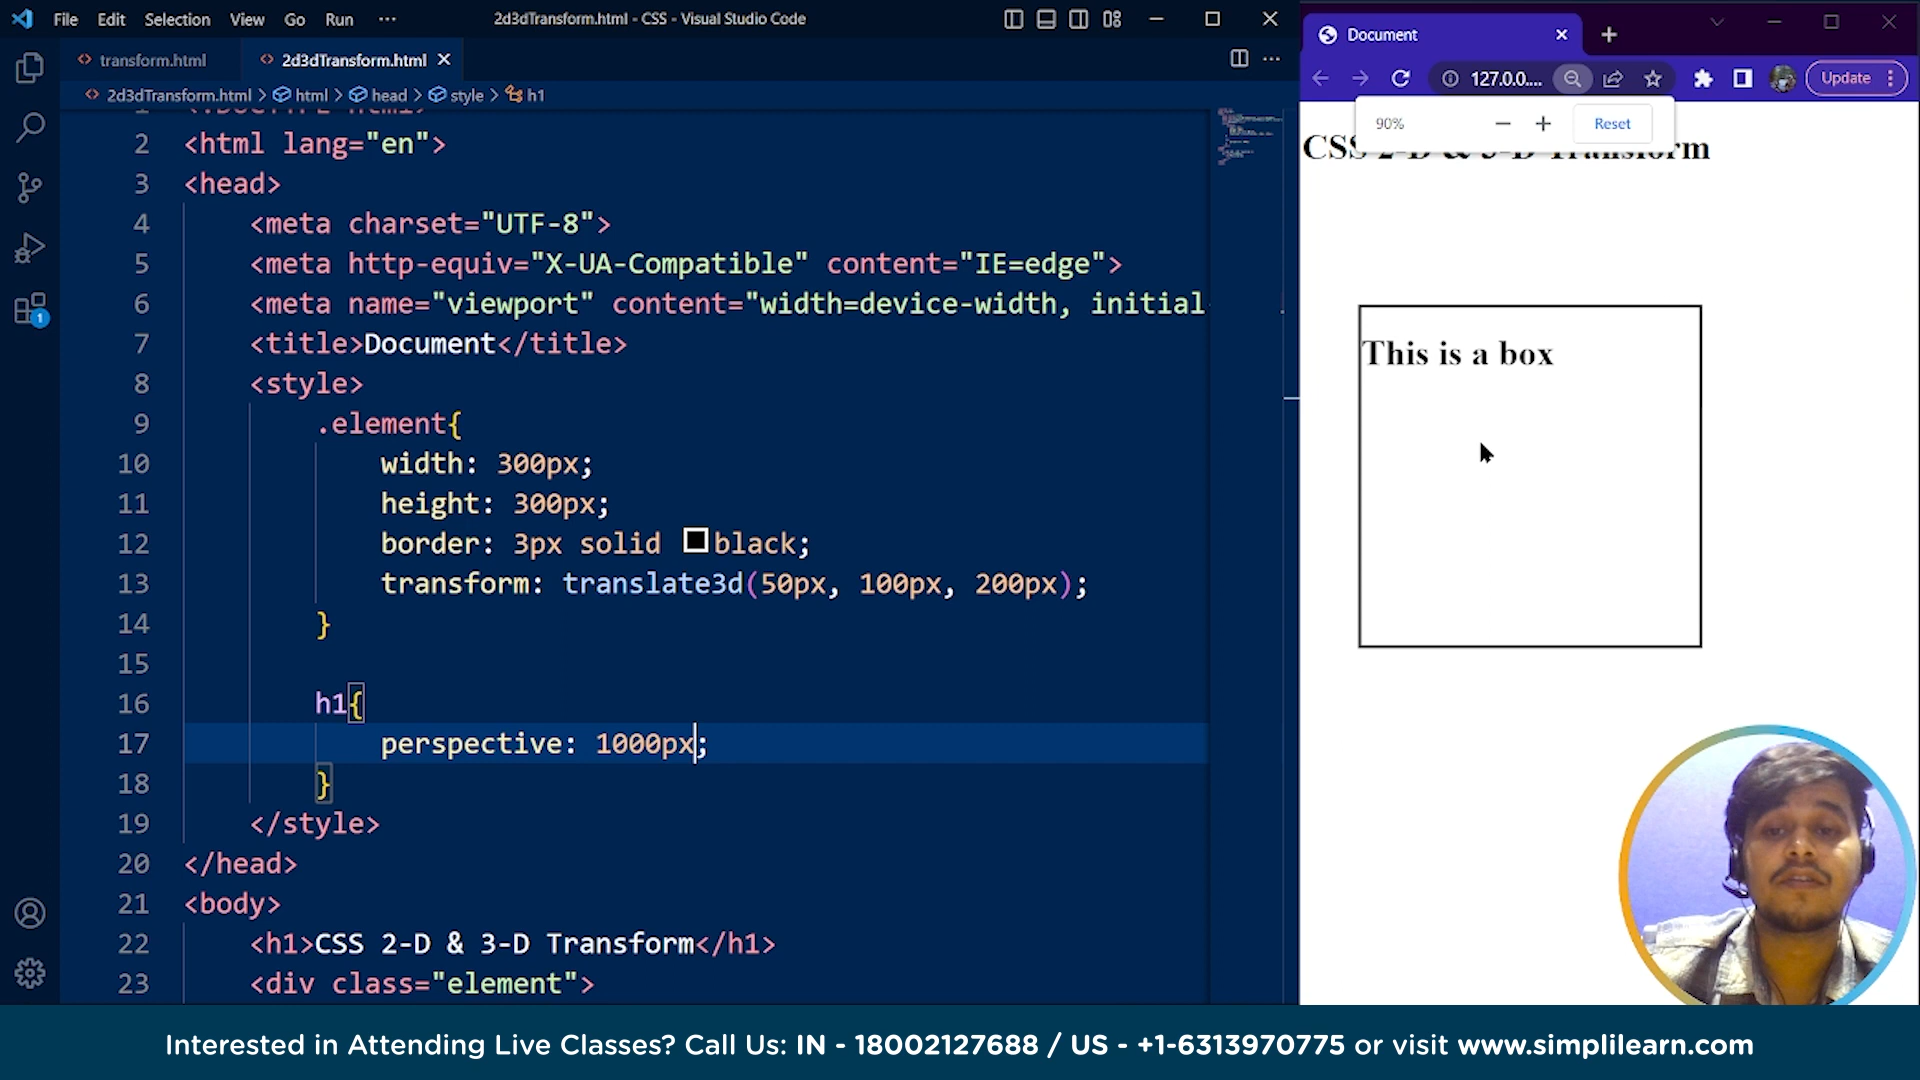 File Edit Selection View Go Run ··· 2d3dTransform.html - CSS - Visual Studio Code
transform.html 2d3dTransform.html
2d3dTransform.html > html > head > style > h1
2 <html lang="en">
3 <head>
4 <meta charset="UTF-8">
5 <meta http-equiv="X-UA-Compatible" content="IE=edge">
6 <meta name="viewport" content="width=device-width, initial-
7 <title>Document</title>
8 <style>
9 .element{
10 width: 300px;
11 height: 300px;
12 border: 3px solid black;
13 transform: translate3d(50px, 100px, 200px);
14 }
15
16 h1{
17 perspective: 1000px;
18 }
19 </style>
20 </head>
21 <body>
22 <h1>CSS 2-D & 3-D Transform</h1>
23 <div class="element">
1
Document
127.0.0.... Update
90% Reset
CSS 2-D & 3-D Transform
This is a box
Interested in Attending Live Classes? Call Us: IN - 18002127688 / US - +1-6313970775 or visit www.simplilearn.com